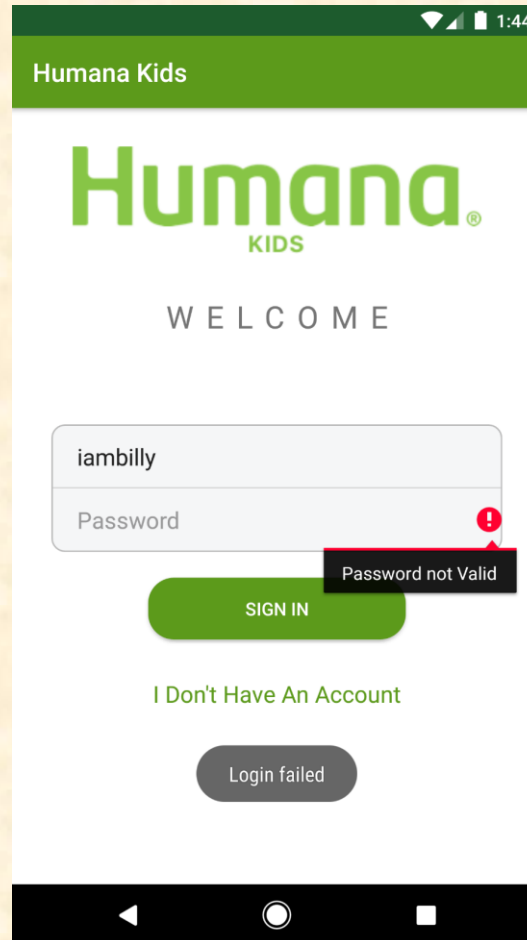 1:44
Humana Kids
Humana®
KIDS
WELCOME
iambilly
Password
Password not Valid
SIGN IN
I Don't Have An Account
Login failed